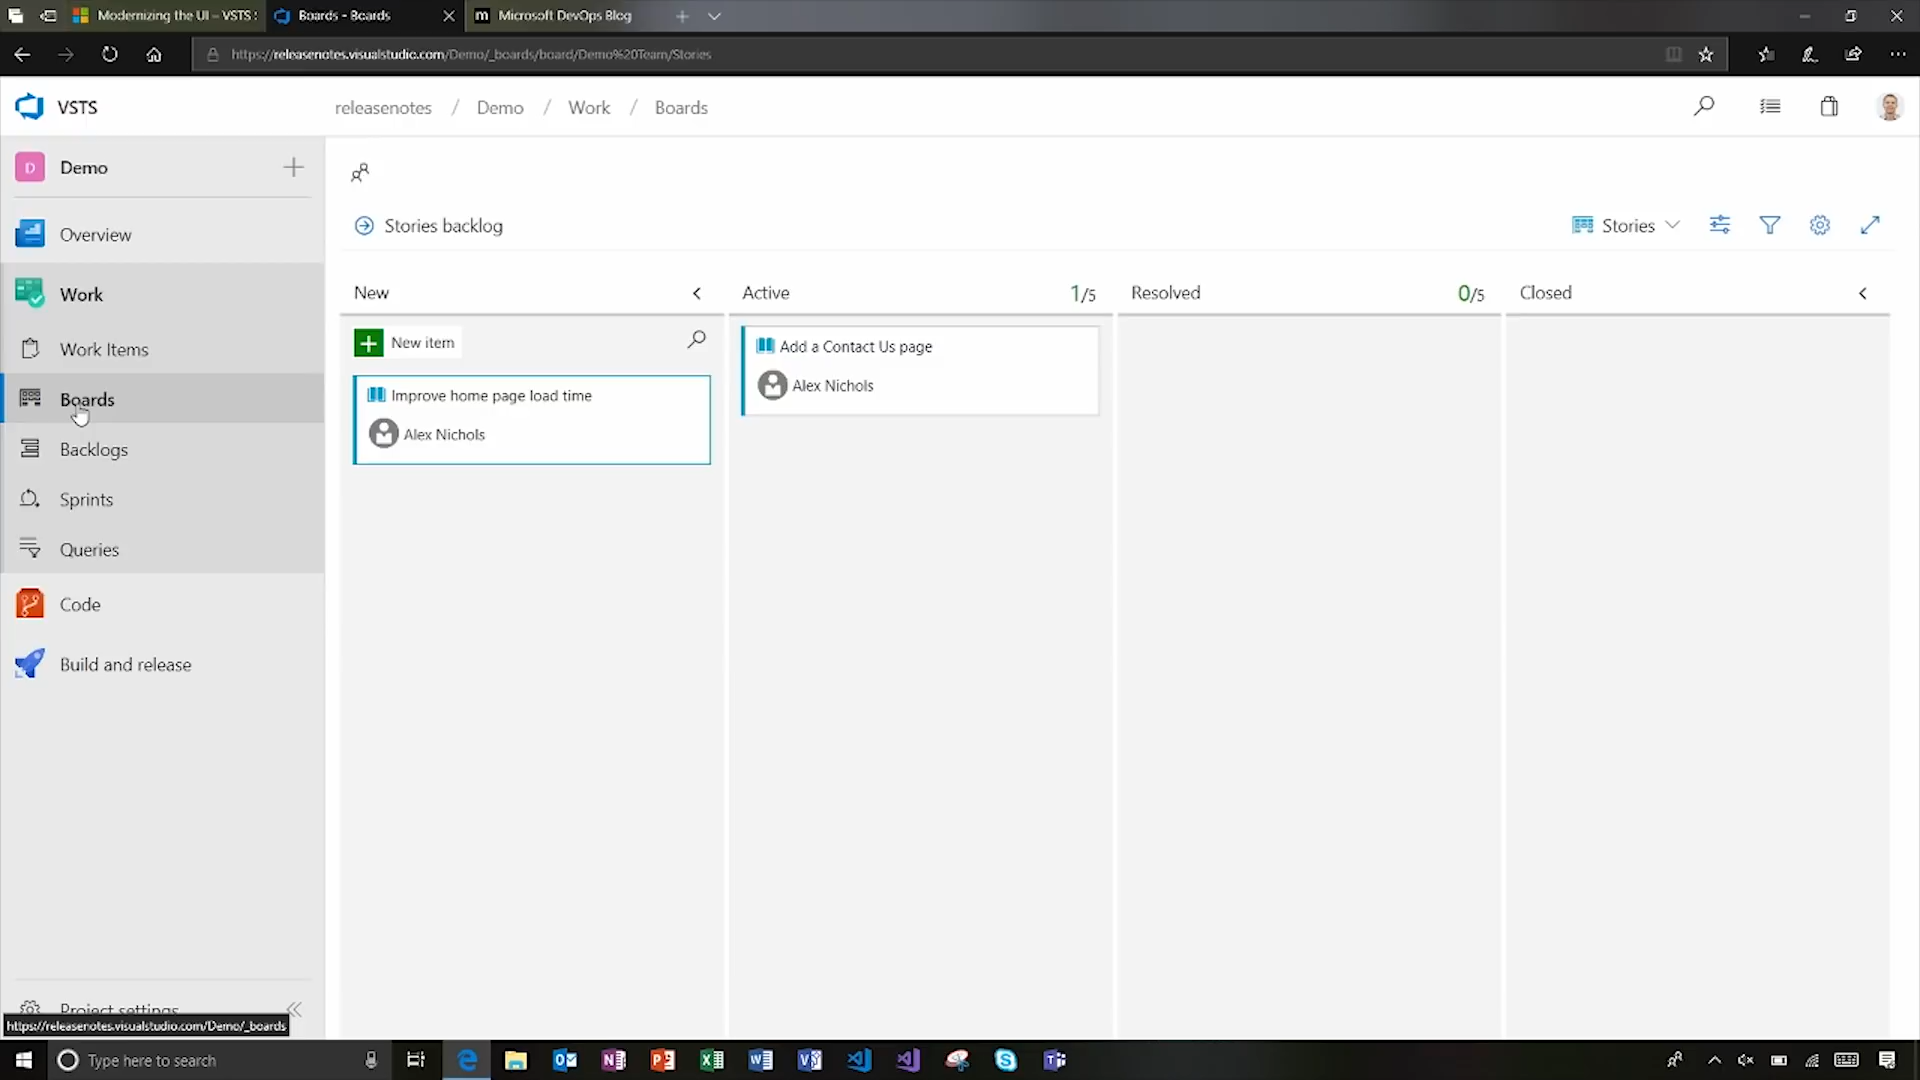 Modernizing the UI – VSTS :
Boards - Boards
Microsoft DevOps Blog
https://releasenotes.visualstudio.com/Demo/_boards/board/Demo%20Team/Stories
VSTS
releasenotes / Demo / Work / Boards
D Demo
Overview
Work
Work Items
Boards
Backlogs
Sprints
Queries
Code
Build and release
Project settings
https://releasenotes.visualstudio.com/Demo/_boards
Stories backlog
Stories
New
New item
Improve home page load time
Alex Nichols
Active 1/5
Add a Contact Us page
Alex Nichols
Resolved 0/5
Closed
Type here to search